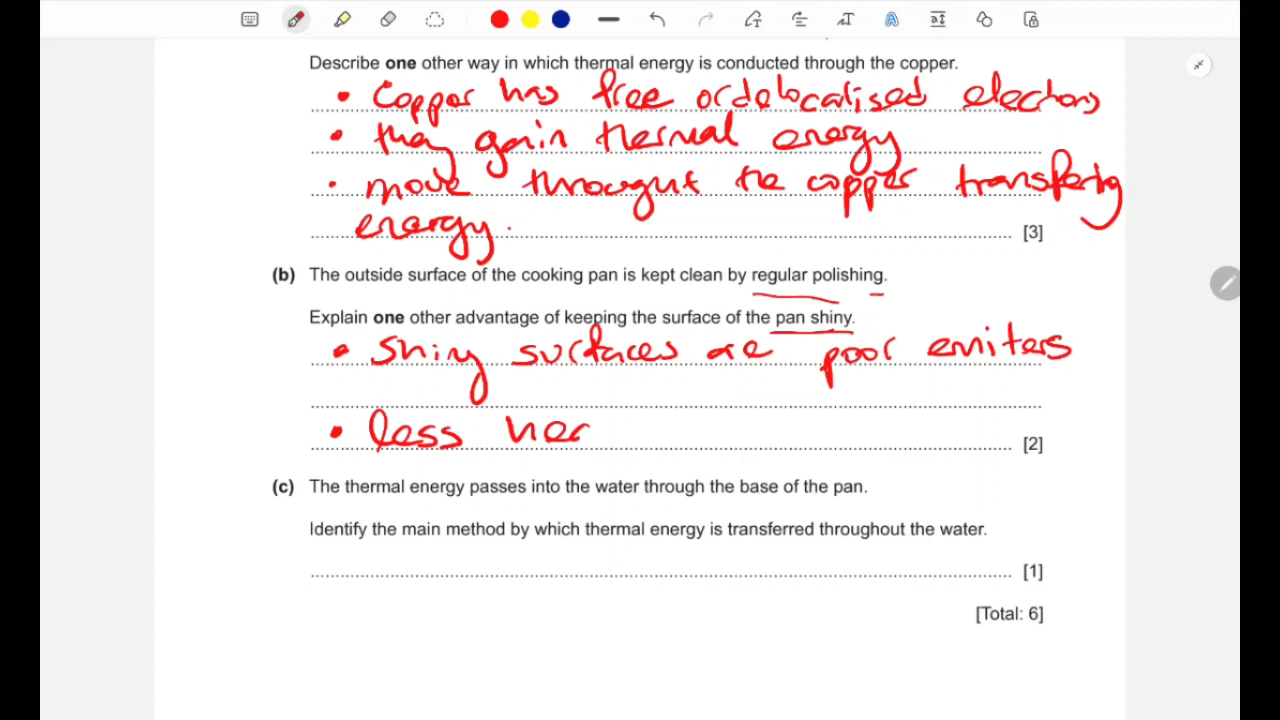 Describe one other way in which thermal energy is conducted through the copper.
• Copper has free or delocalised electrons
• they gain thermal energy
• move throught the copper transferring
energy. [3]
(b) The outside surface of the cooking pan is kept clean by regular polishing.
Explain one other advantage of keeping the surface of the pan shiny.
• Shiny surfaces are poor emiters
• less hea [2]
(c) The thermal energy passes into the water through the base of the pan.
Identify the main method by which thermal energy is transferred throughout the water.
[1]
[Total: 6]